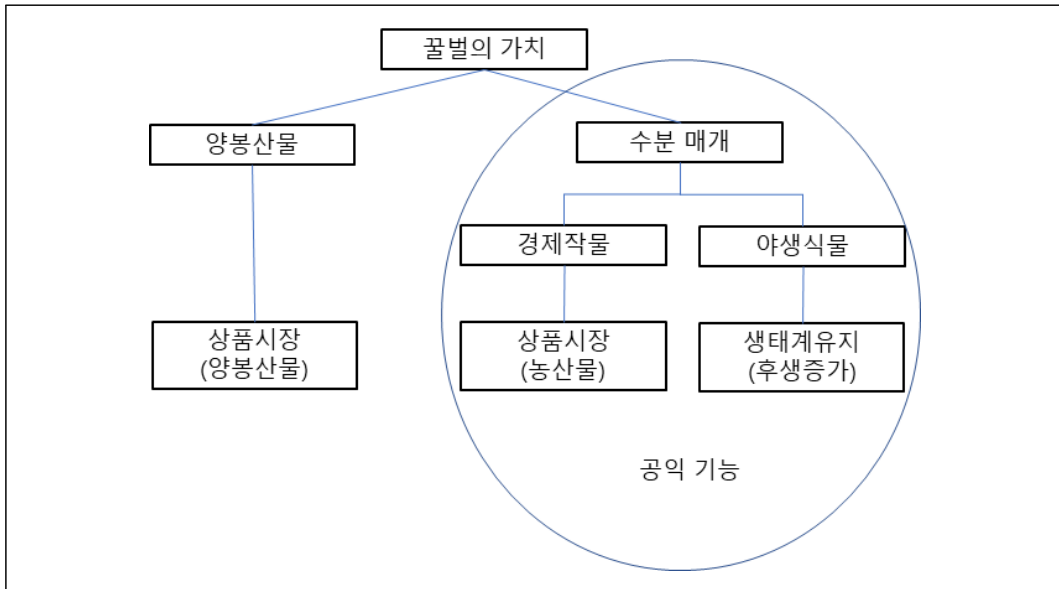 꿀벌의 가치
양봉산물
수분 매개
경제작물
야생식물
상품시장
(양봉산물)
상품시장
(농산물)
생태계유지
(후생증가)
공익 기능